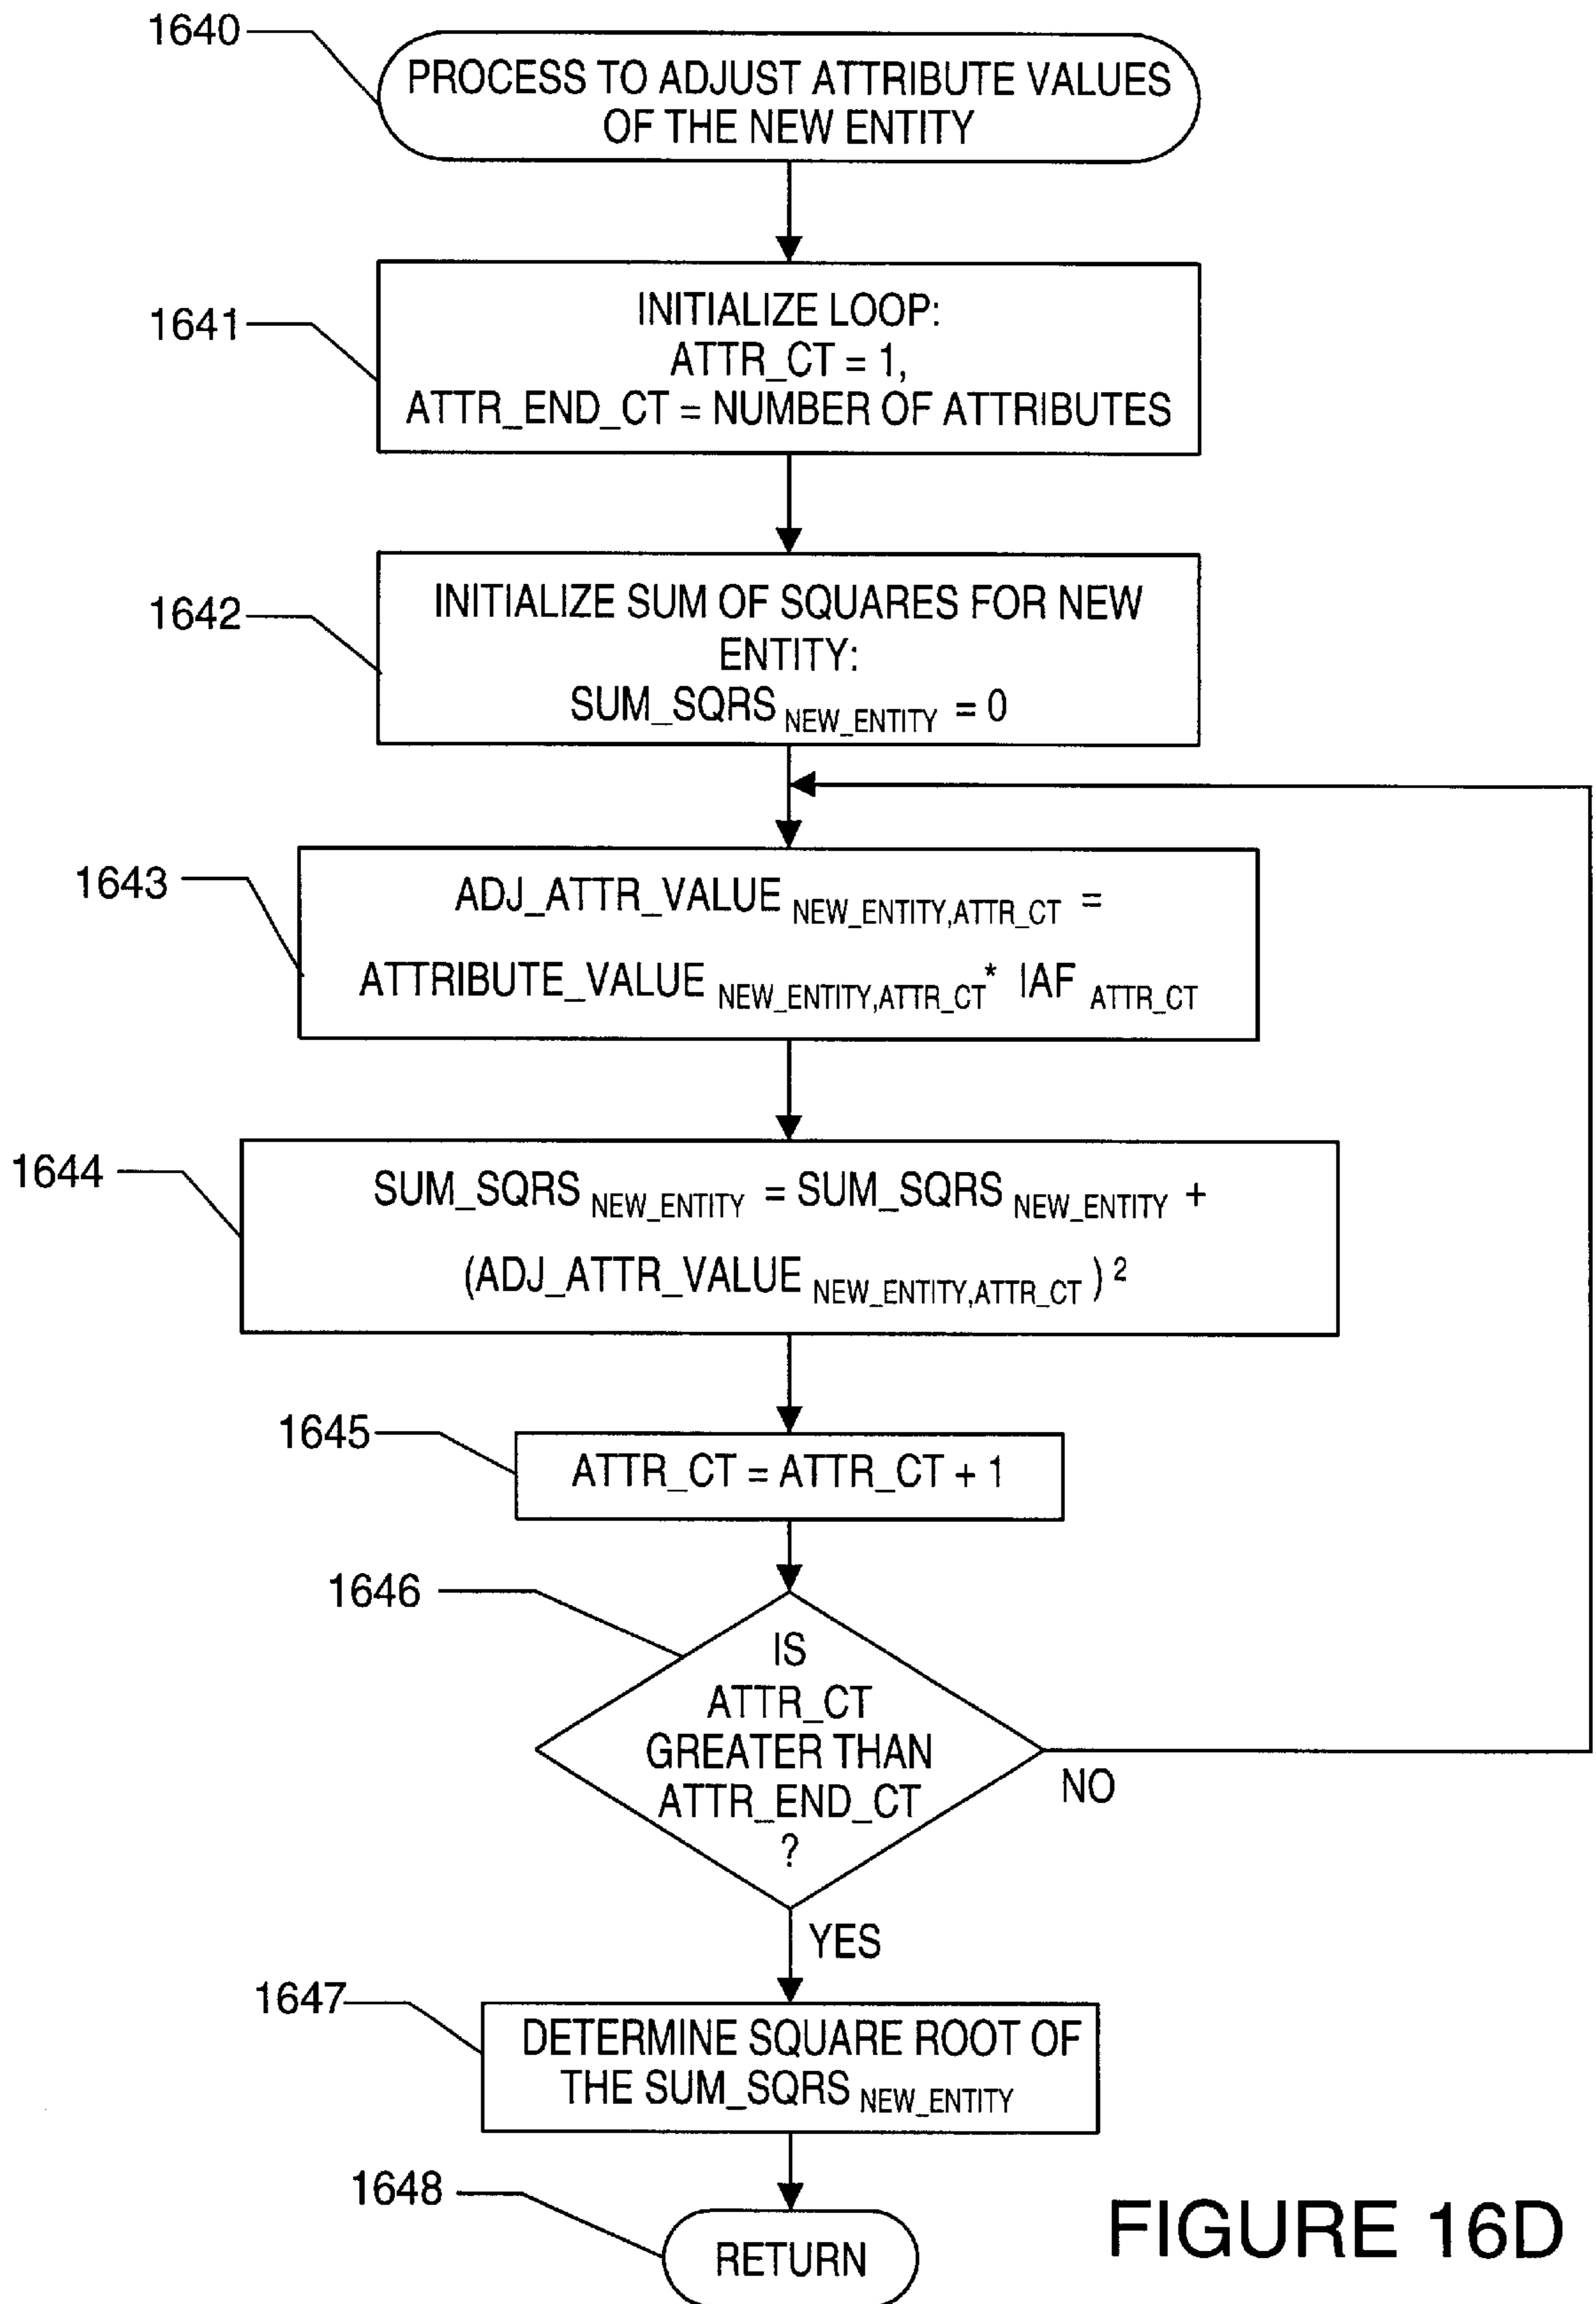 1640
PROCESS TO ADJUST ATTRIBUTE VALUES
OF THE NEW ENTITY
1641
INITIALIZE LOOP:
ATTR_CT = 1,
ATTR_END_CT = NUMBER OF ATTRIBUTES
1642
INITIALIZE SUM OF SQUARES FOR NEW
ENTITY:
SUM_SQRS NEW_ENTITY = 0
1643
ADJ_ATTR_VALUE NEW_ENTITY,ATTR_CT =
ATTRIBUTE_VALUE NEW_ENTITY,ATTR_CT* IAF ATTR_CT
1644
SUM_SQRS NEW_ENTITY = SUM_SQRS NEW_ENTITY +
(ADJ_ATTR_VALUE NEW_ENTITY,ATTR_CT )²
1645
ATTR_CT = ATTR_CT + 1
1646
IS
ATTR_CT
GREATER THAN
ATTR_END_CT
?
NO
YES
1647
DETERMINE SQUARE ROOT OF
THE SUM_SQRS NEW_ENTITY
1648
RETURN
FIGURE 16D